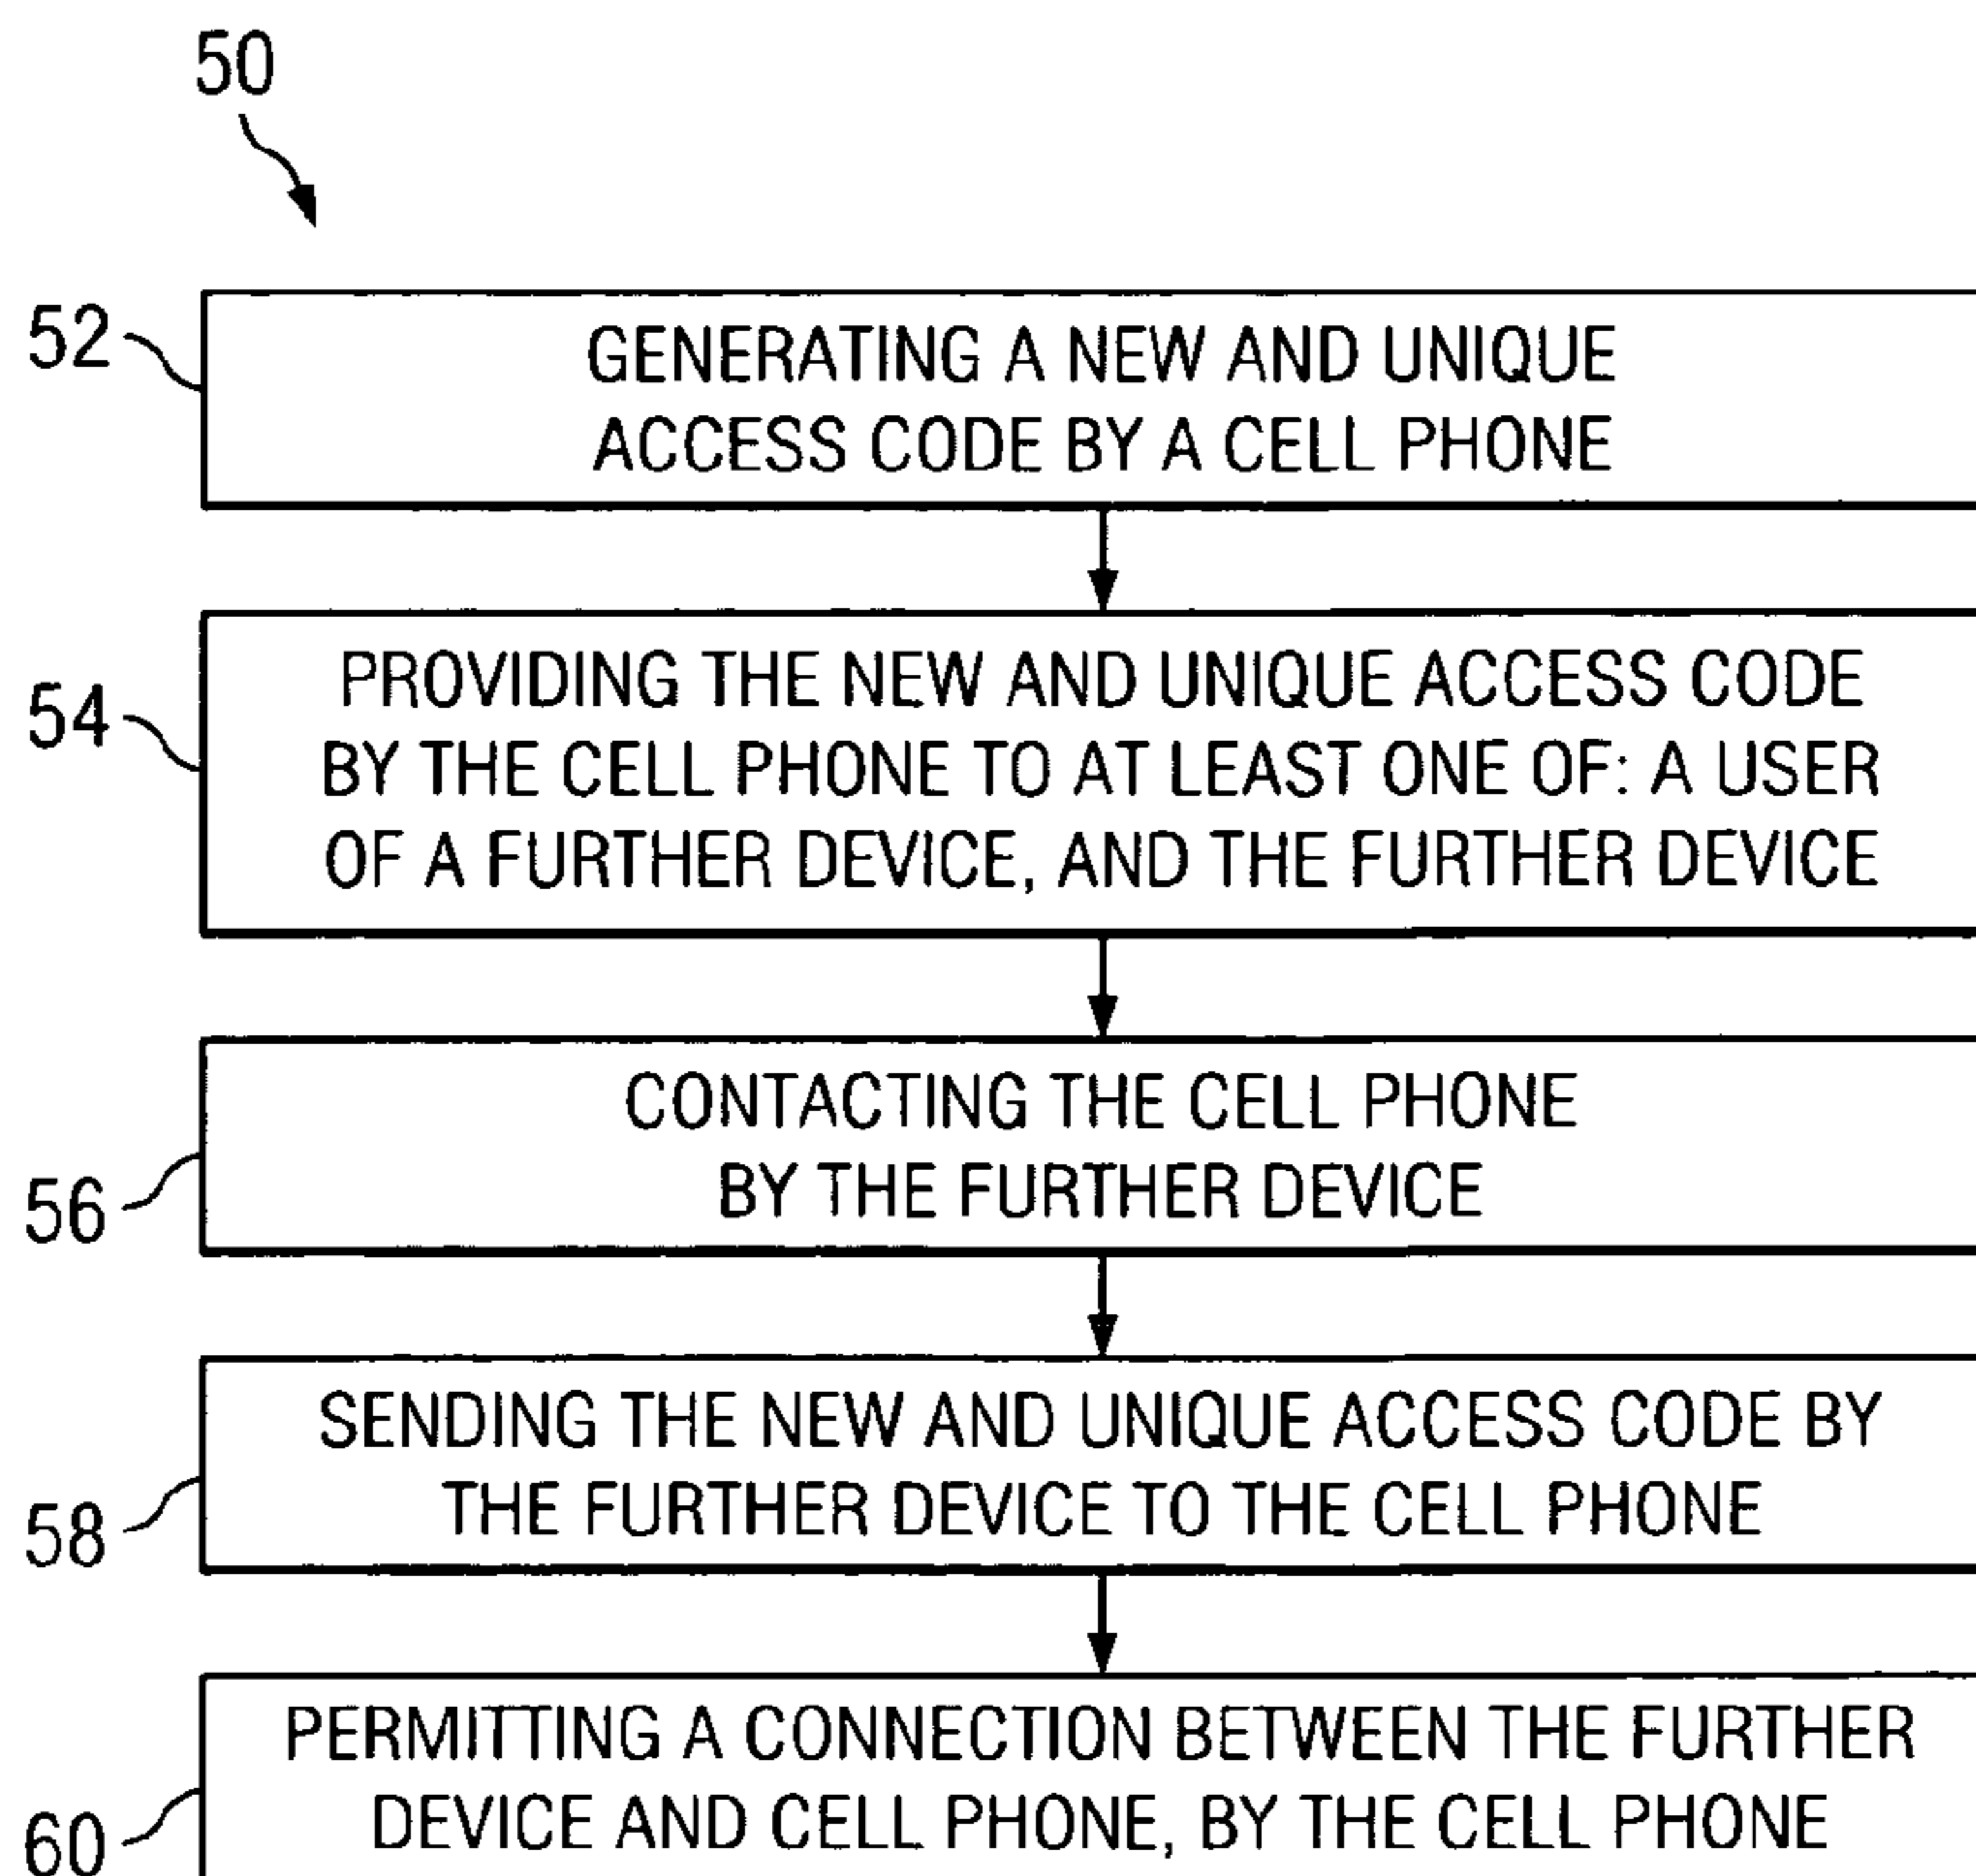 50
52
GENERATING A NEW AND UNIQUE
ACCESS CODE BY A CELL PHONE
54
PROVIDING THE NEW AND UNIQUE ACCESS CODE
BY THE CELL PHONE TO AT LEAST ONE OF: A USER
OF A FURTHER DEVICE, AND THE FURTHER DEVICE
56
CONTACTING THE CELL PHONE
BY THE FURTHER DEVICE
58
SENDING THE NEW AND UNIQUE ACCESS CODE BY
THE FURTHER DEVICE TO THE CELL PHONE
60
PERMITTING A CONNECTION BETWEEN THE FURTHER
DEVICE AND CELL PHONE, BY THE CELL PHONE